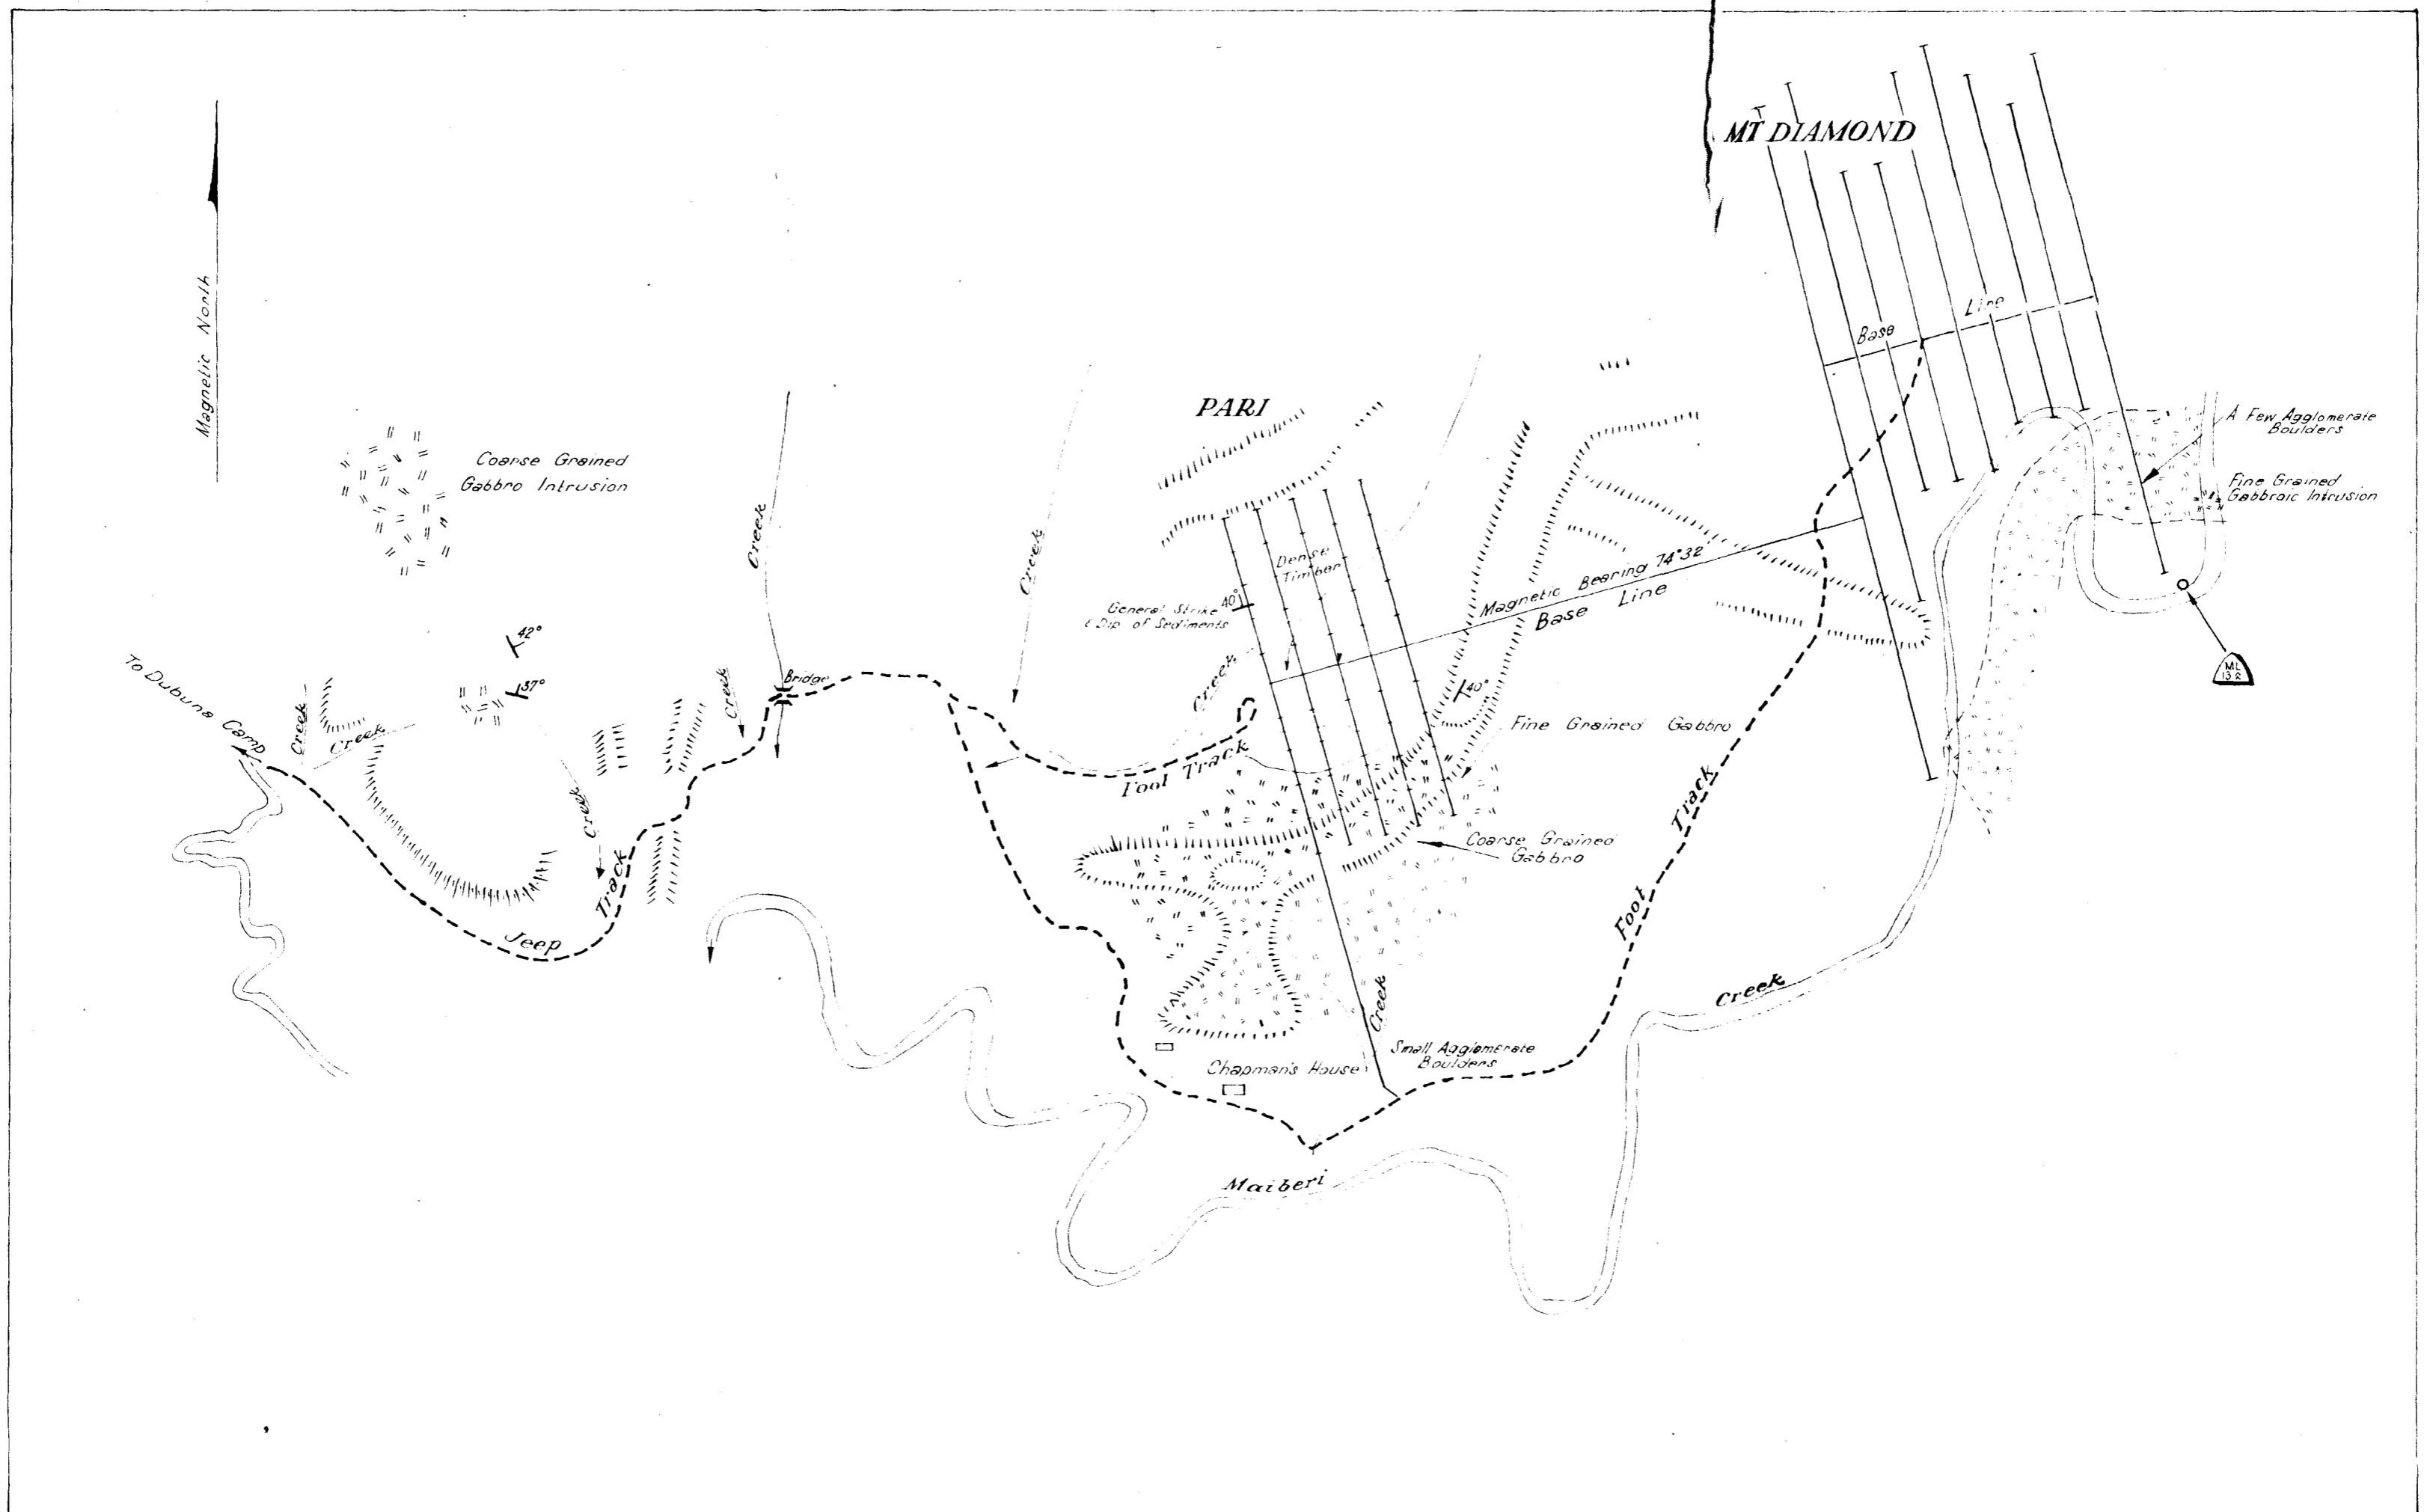 MT DIAMOND
Magnetic North
Base Line
PARI
A Few Agglomerate
Boulders
Coarse Grained
Gabbro Intrusion
Fine Grained
Gabbroic Intrusion
Creek
Creek
Dense
Timber
Magnetic Bearing 74°32'
Base Line
General Strike
& Dip of Sediments
40°
42°
37°
To Dubuna Camp
Creek
Creek
Creek
Bridge
Creek
40°
ML
Fine Grained Gabbro
Foot Track
Creek
Jeep Track
Coarse Grained
Gabbro
Foot Track
Creek
Creek
Small Agglomerate
Boulders
Chapman's House
Maiberi